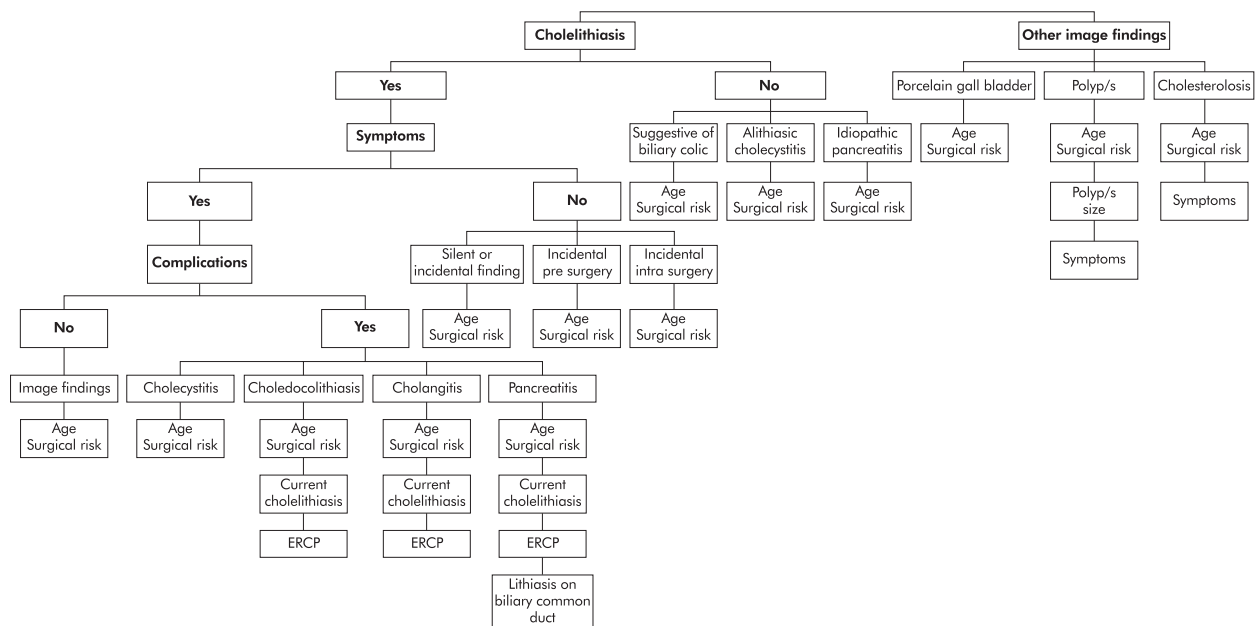 Cholelithiasis
Other image findings
Yes
No
Porcelain gall bladder
Polyp/s
Cholesterolosis
Symptoms
Suggestive of
biliary colic
Alithiasic
cholecystitis
Idiopathic
pancreatitis
Age
Surgical risk
Age
Surgical risk
Age
Surgical risk
Yes
No
Age
Surgical risk
Age
Surgical risk
Age
Surgical risk
Polyp/s
size
Symptoms
Complications
Silent or
incidental finding
Incidental
pre surgery
Incidental
intra surgery
Symptoms
No
Yes
Age
Surgical risk
Age
Surgical risk
Age
Surgical risk
Image findings
Cholecystitis
Choledocolithiasis
Cholangitis
Pancreatitis
Age
Surgical risk
Age
Surgical risk
Age
Surgical risk
Age
Surgical risk
Age
Surgical risk
Current
cholelithiasis
Current
cholelithiasis
Current
cholelithiasis
ERCP
ERCP
ERCP
Lithiasis on
biliary common
duct